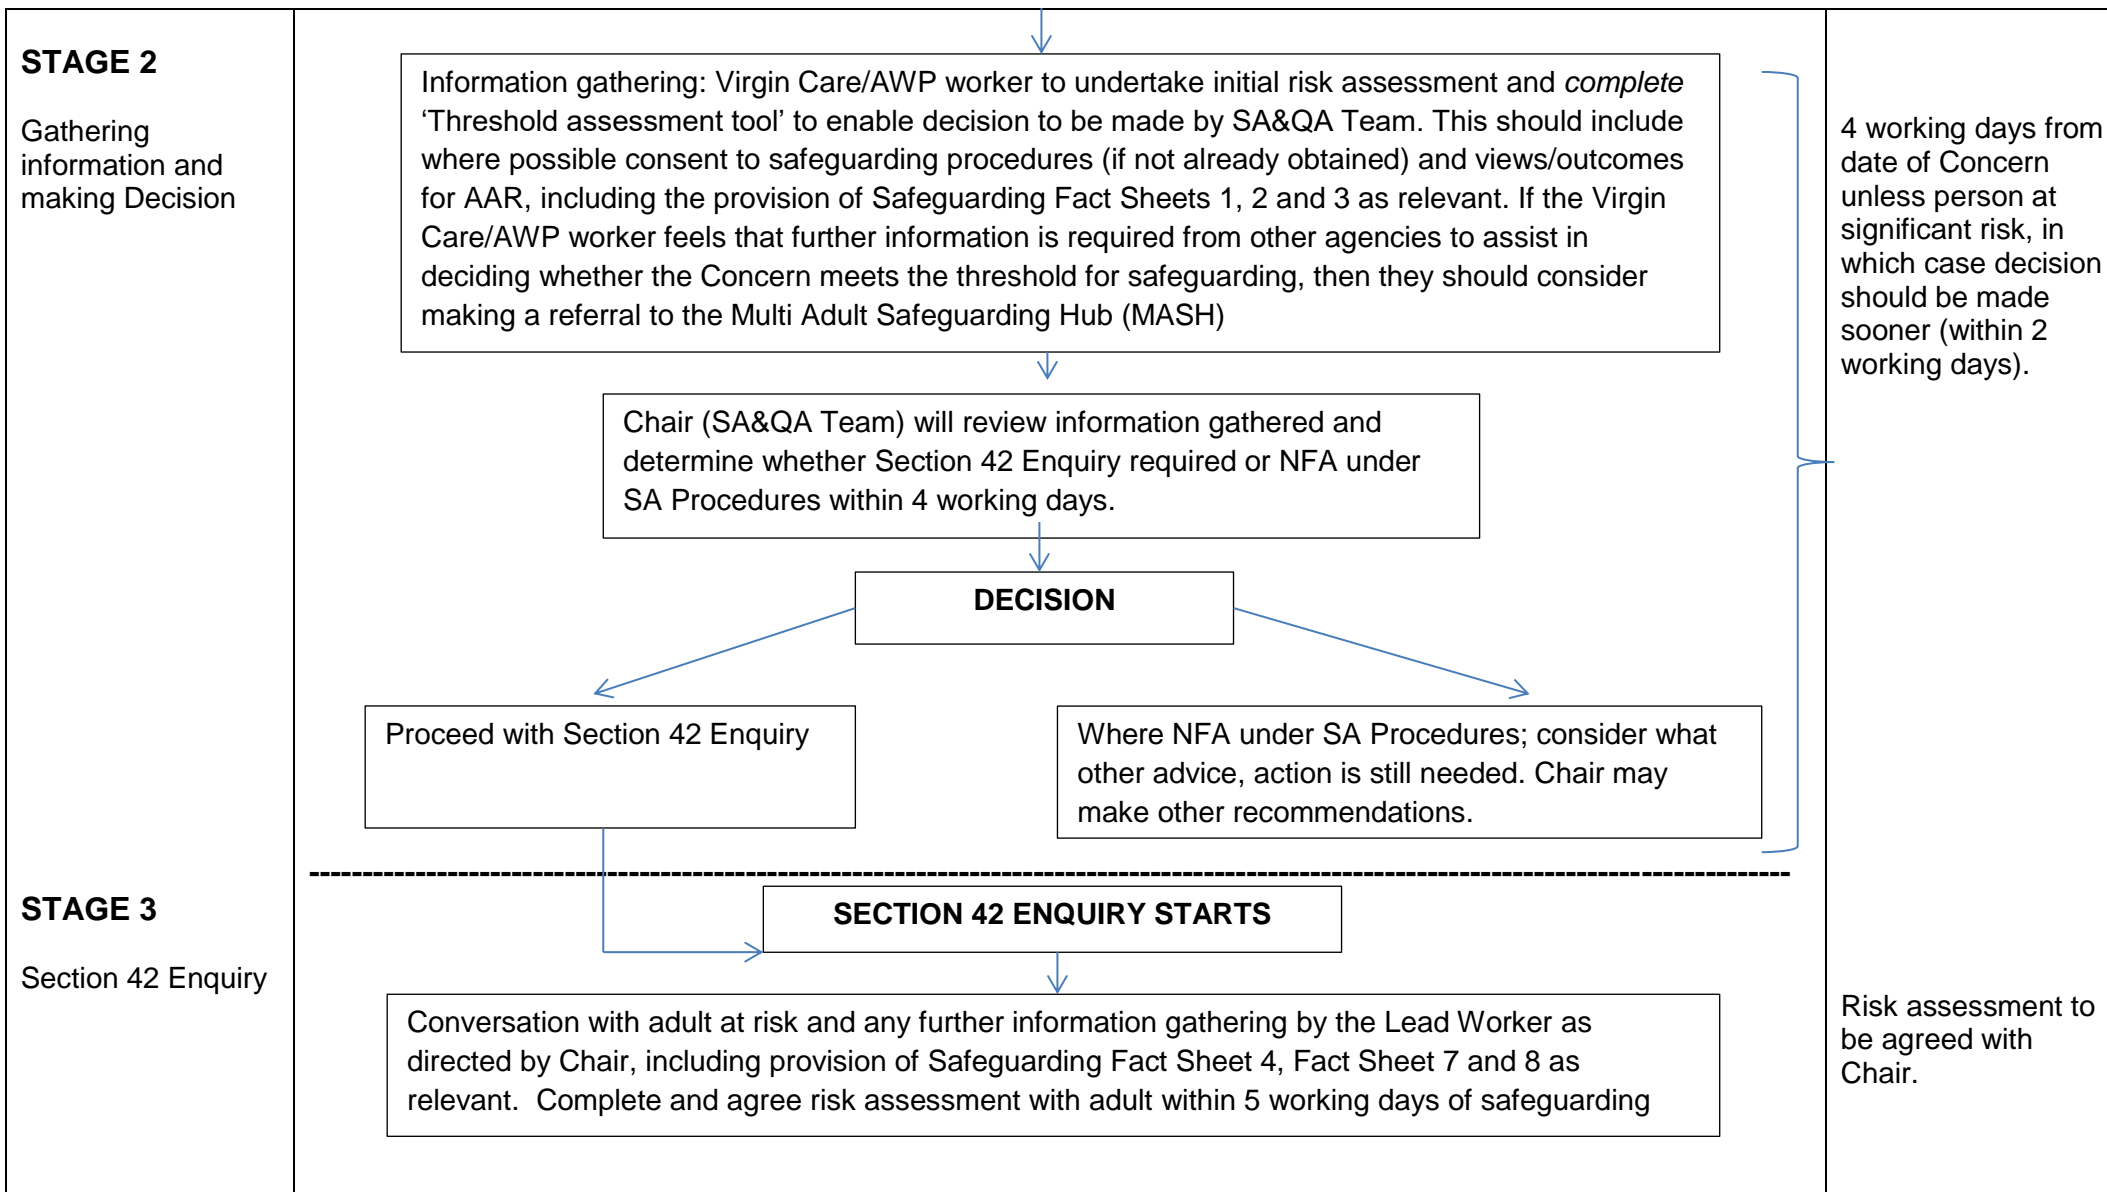 STAGE 2
Gathering
information and
making Decision
Information gathering: Virgin Care/AWP worker to undertake initial risk assessment and complete
‘Threshold assessment tool’ to enable decision to be made by SA&QA Team. This should include
where possible consent to safeguarding procedures (if not already obtained) and views/outcomes
for AAR, including the provision of Safeguarding Fact Sheets 1, 2 and 3 as relevant. If the Virgin
Care/AWP worker feels that further information is required from other agencies to assist in
deciding whether the Concern meets the threshold for safeguarding, then they should consider
making a referral to the Multi Adult Safeguarding Hub (MASH)
4 working days from
date of Concern
unless person at
significant risk, in
which case decision
should be made
sooner (within 2
working days).
Chair (SA&QA Team) will review information gathered and
determine whether Section 42 Enquiry required or NFA under
SA Procedures within 4 working days.
DECISION
Proceed with Section 42 Enquiry
Where NFA under SA Procedures; consider what
other advice, action is still needed. Chair may
make other recommendations.
STAGE 3
Section 42 Enquiry
SECTION 42 ENQUIRY STARTS
Conversation with adult at risk and any further information gathering by the Lead Worker as
directed by Chair, including provision of Safeguarding Fact Sheet 4, Fact Sheet 7 and 8 as
relevant.  Complete and agree risk assessment with adult within 5 working days of safeguarding
Risk assessment to
be agreed with
Chair.